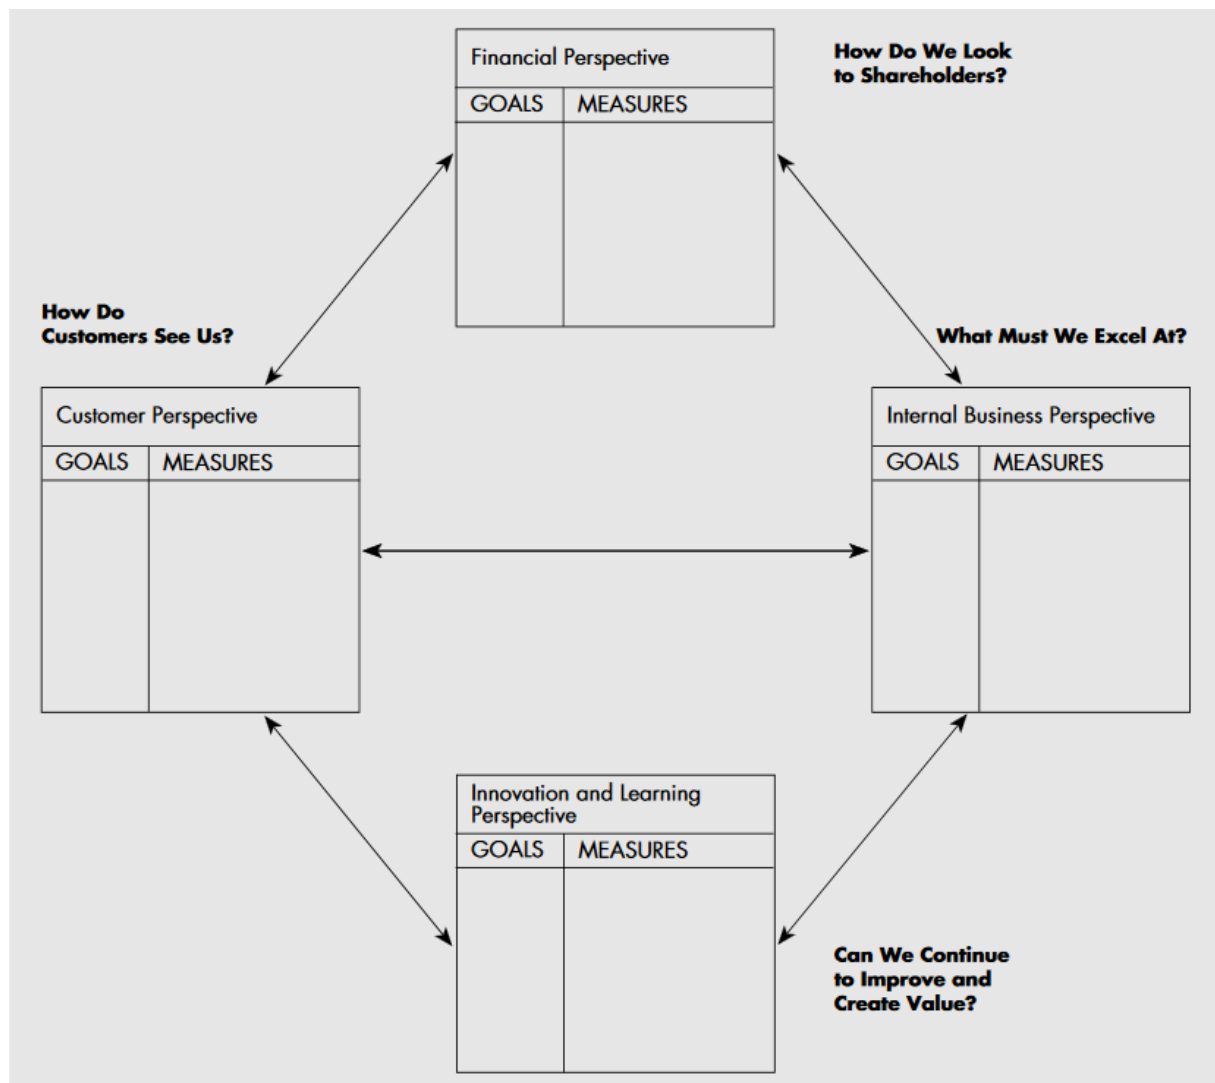 Financial Perspective
How Do We Look
to Shareholders?
GOALS MEASURES
How Do
Customers See Us?
What Must We Excel At?
Customer Perspective
GOALS MEASURES
Internal Business Perspective
GOALS MEASURES
Innovation and Learning
Perspective
GOALS MEASURES
Can We Continue
to Improve and
Create Value?